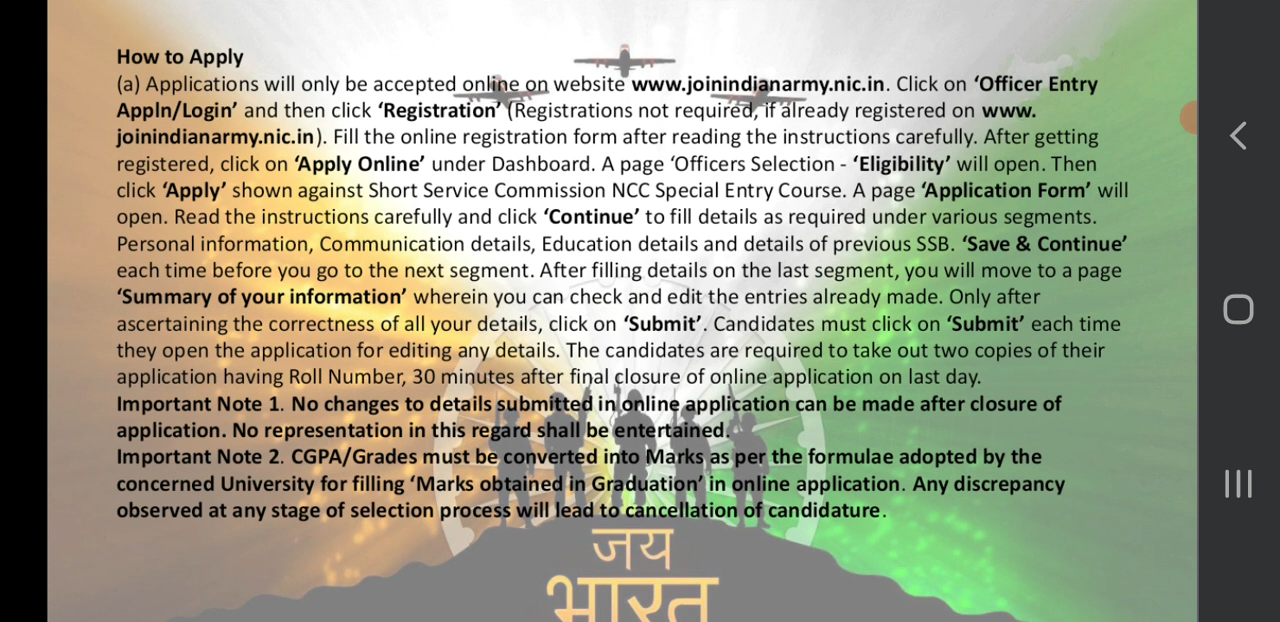 How to Apply
(a) Applications will only be accepted online on website www.joinindianarmy.nic.in. Click on ‘Officer Entry
Appln/Login’ and then click ‘Registration’ (Registrations not required, if already registered on www.
joinindianarmy.nic.in). Fill the online registration form after reading the instructions carefully. After getting
registered, click on ‘Apply Online’ under Dashboard. A page ‘Officers Selection - ‘Eligibility’ will open. Then
click ‘Apply’ shown against Short Service Commission NCC Special Entry Course. A page ‘Application Form’ will
open. Read the instructions carefully and click ‘Continue’ to fill details as required under various segments.
Personal information, Communication details, Education details and details of previous SSB. ‘Save & Continue’
each time before you go to the next segment. After filling details on the last segment, you will move to a page
‘Summary of your information’ wherein you can check and edit the entries already made. Only after
ascertaining the correctness of all your details, click on ‘Submit’. Candidates must click on ‘Submit’ each time
they open the application for editing any details. The candidates are required to take out two copies of their
application having Roll Number, 30 minutes after final closure of online application on last day.
Important Note 1. No changes to details submitted in online application can be made after closure of
application. No representation in this regard shall be entertained.
Important Note 2. CGPA/Grades must be converted into Marks as per the formulae adopted by the
concerned University for filling ‘Marks obtained in Graduation’ in online application. Any discrepancy
observed at any stage of selection process will lead to cancellation of candidature.
जय
भारत